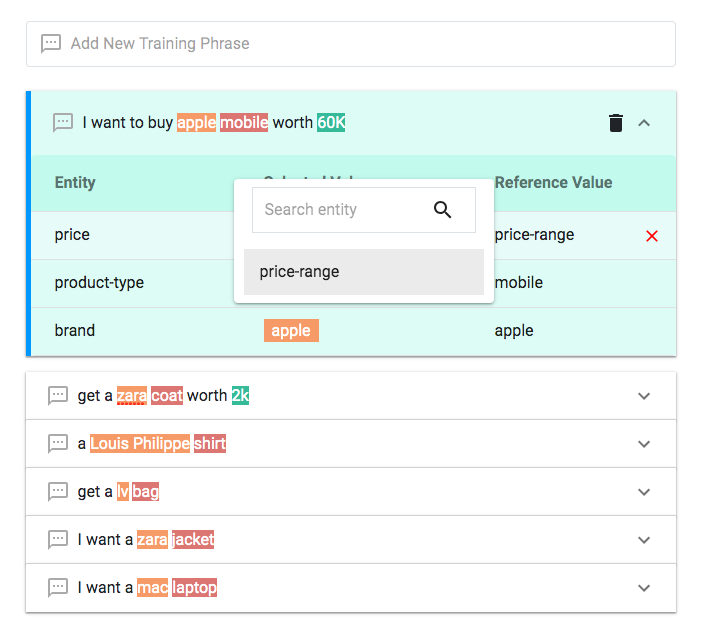 Add New Training Phrase
I want to buy apple mobile worth 60K
Entity Reference Value
Search entity
price price-range
price-range
product-type mobile
brand apple apple
get a zara coat worth 2k
a Louis Philippe shirt
get a lv bag
I want a zara jacket
I want a mac laptop